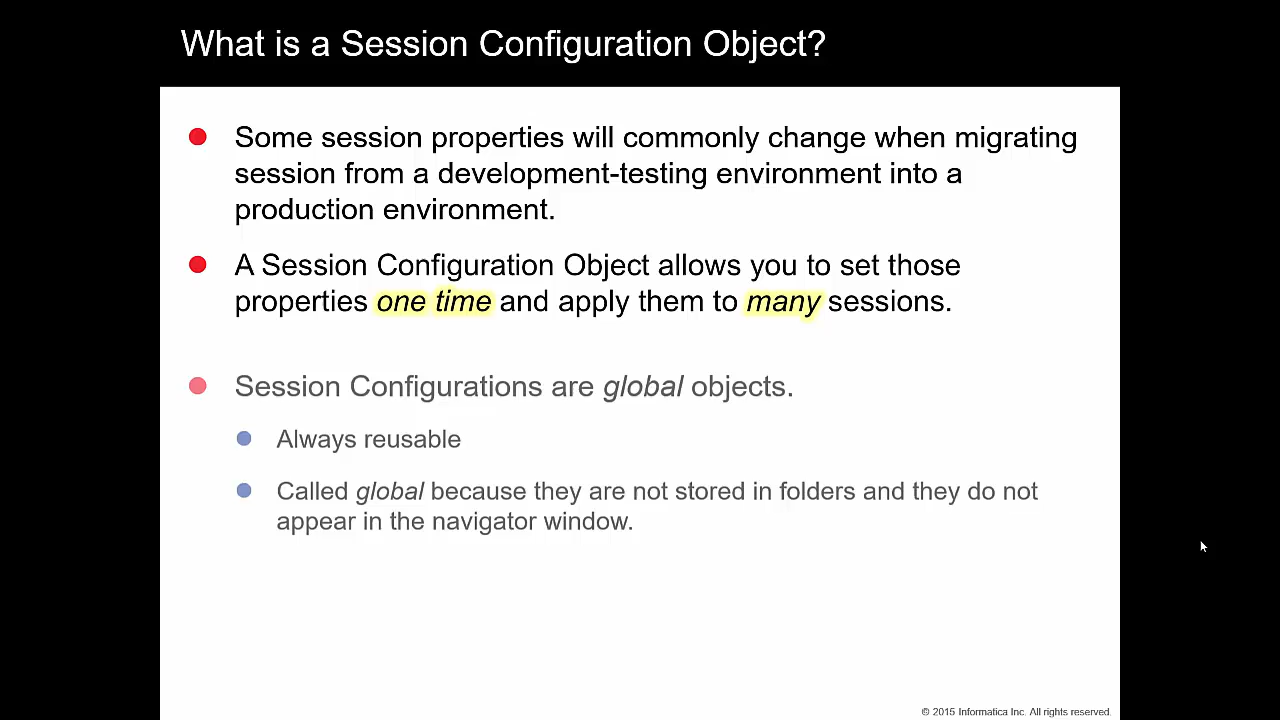 What is a Session Configuration Object?
Some session properties will commonly change when migrating
session from a development-testing environment into a
production environment.
A Session Configuration Object allows you to set those
properties one time and apply them to many sessions.
Session Configurations are global objects.
Always reusable
Called global because they are not stored in folders and they do not
appear in the navigator window.
© 2015 Informatica Inc. All rights reserved.